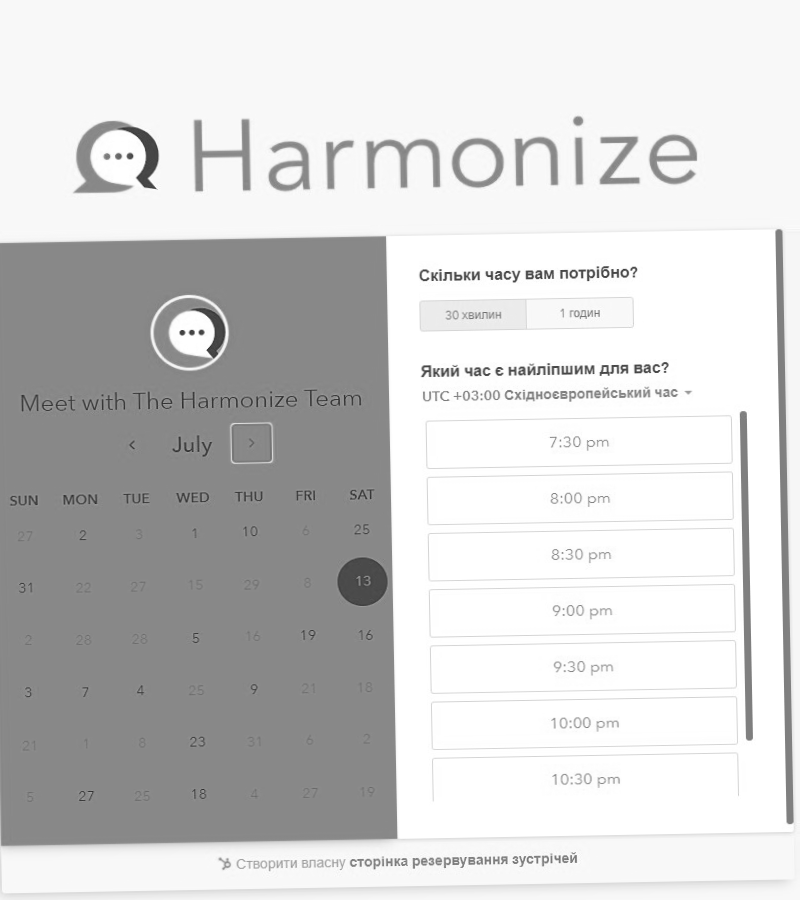 Harmonize
Meet with The Harmonize Team
July
SUN MON TUE WED THU FRI SAT
27 2 3 1 10 6 25
31 22 27 15 29 8 13
2 28 28 5 16 19 16
3 7 4 25 9 21 18
21 1 8 23 31 6 2
5 27 25 18 4 27 19
Скільки часу вам потрібно?
30 хвилин 1 годин
Який час є найліпшим для вас?
UTC +03:00 Східноєвропейський час
7:30 pm
8:00 pm
8:30 pm
9:00 pm
9:30 pm
10:00 pm
10:30 pm
Створити власну сторінка резервування зустрічей